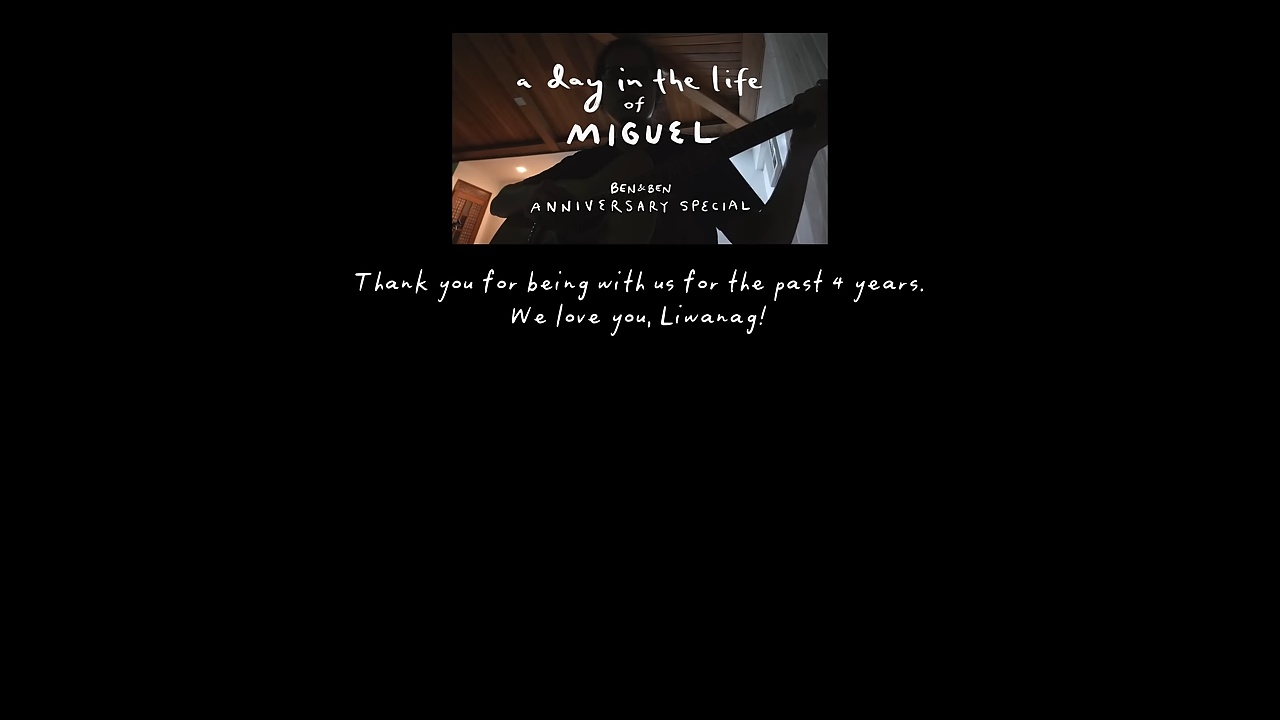 a day in the life
of
MIGUEL
BEN&BEN
ANNIVERSARY SPECIAL
Thank you for being with us for the past 4 years.
We love you, Liwanag!